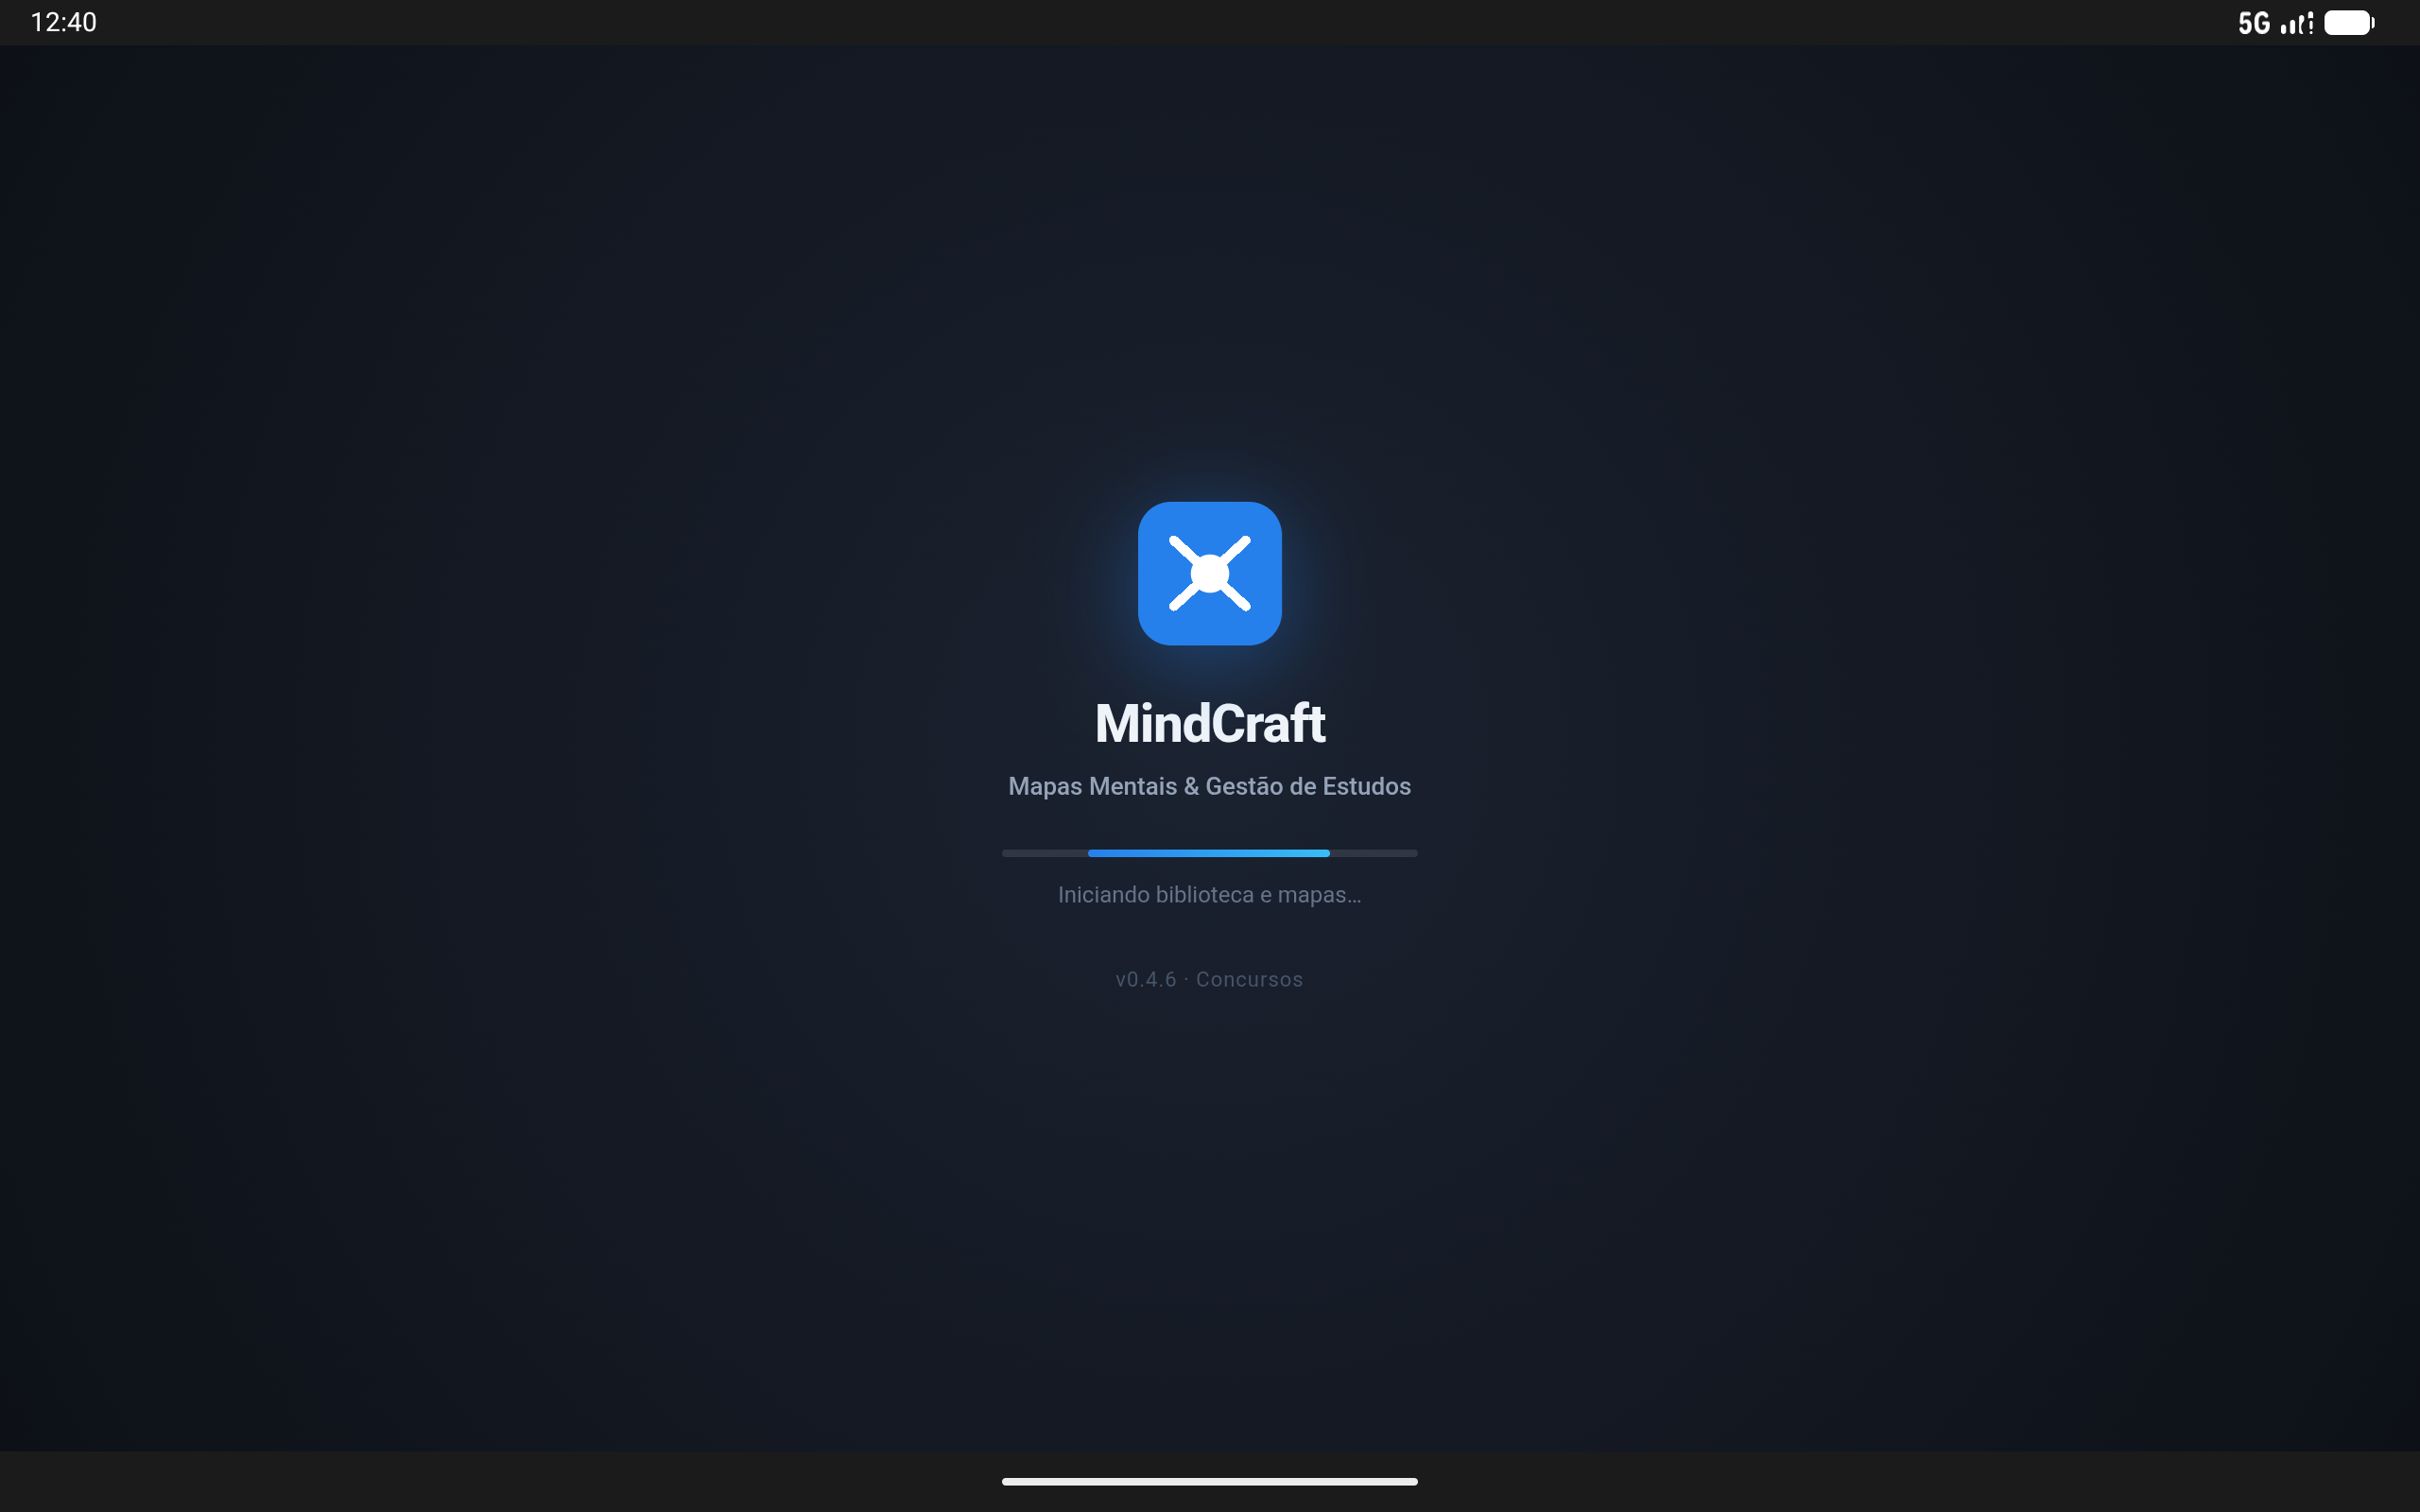 12:40
5G
MindCraft
Mapas Mentais & Gestão de Estudos
Iniciando biblioteca e mapas…
v0.4.6 · Concursos